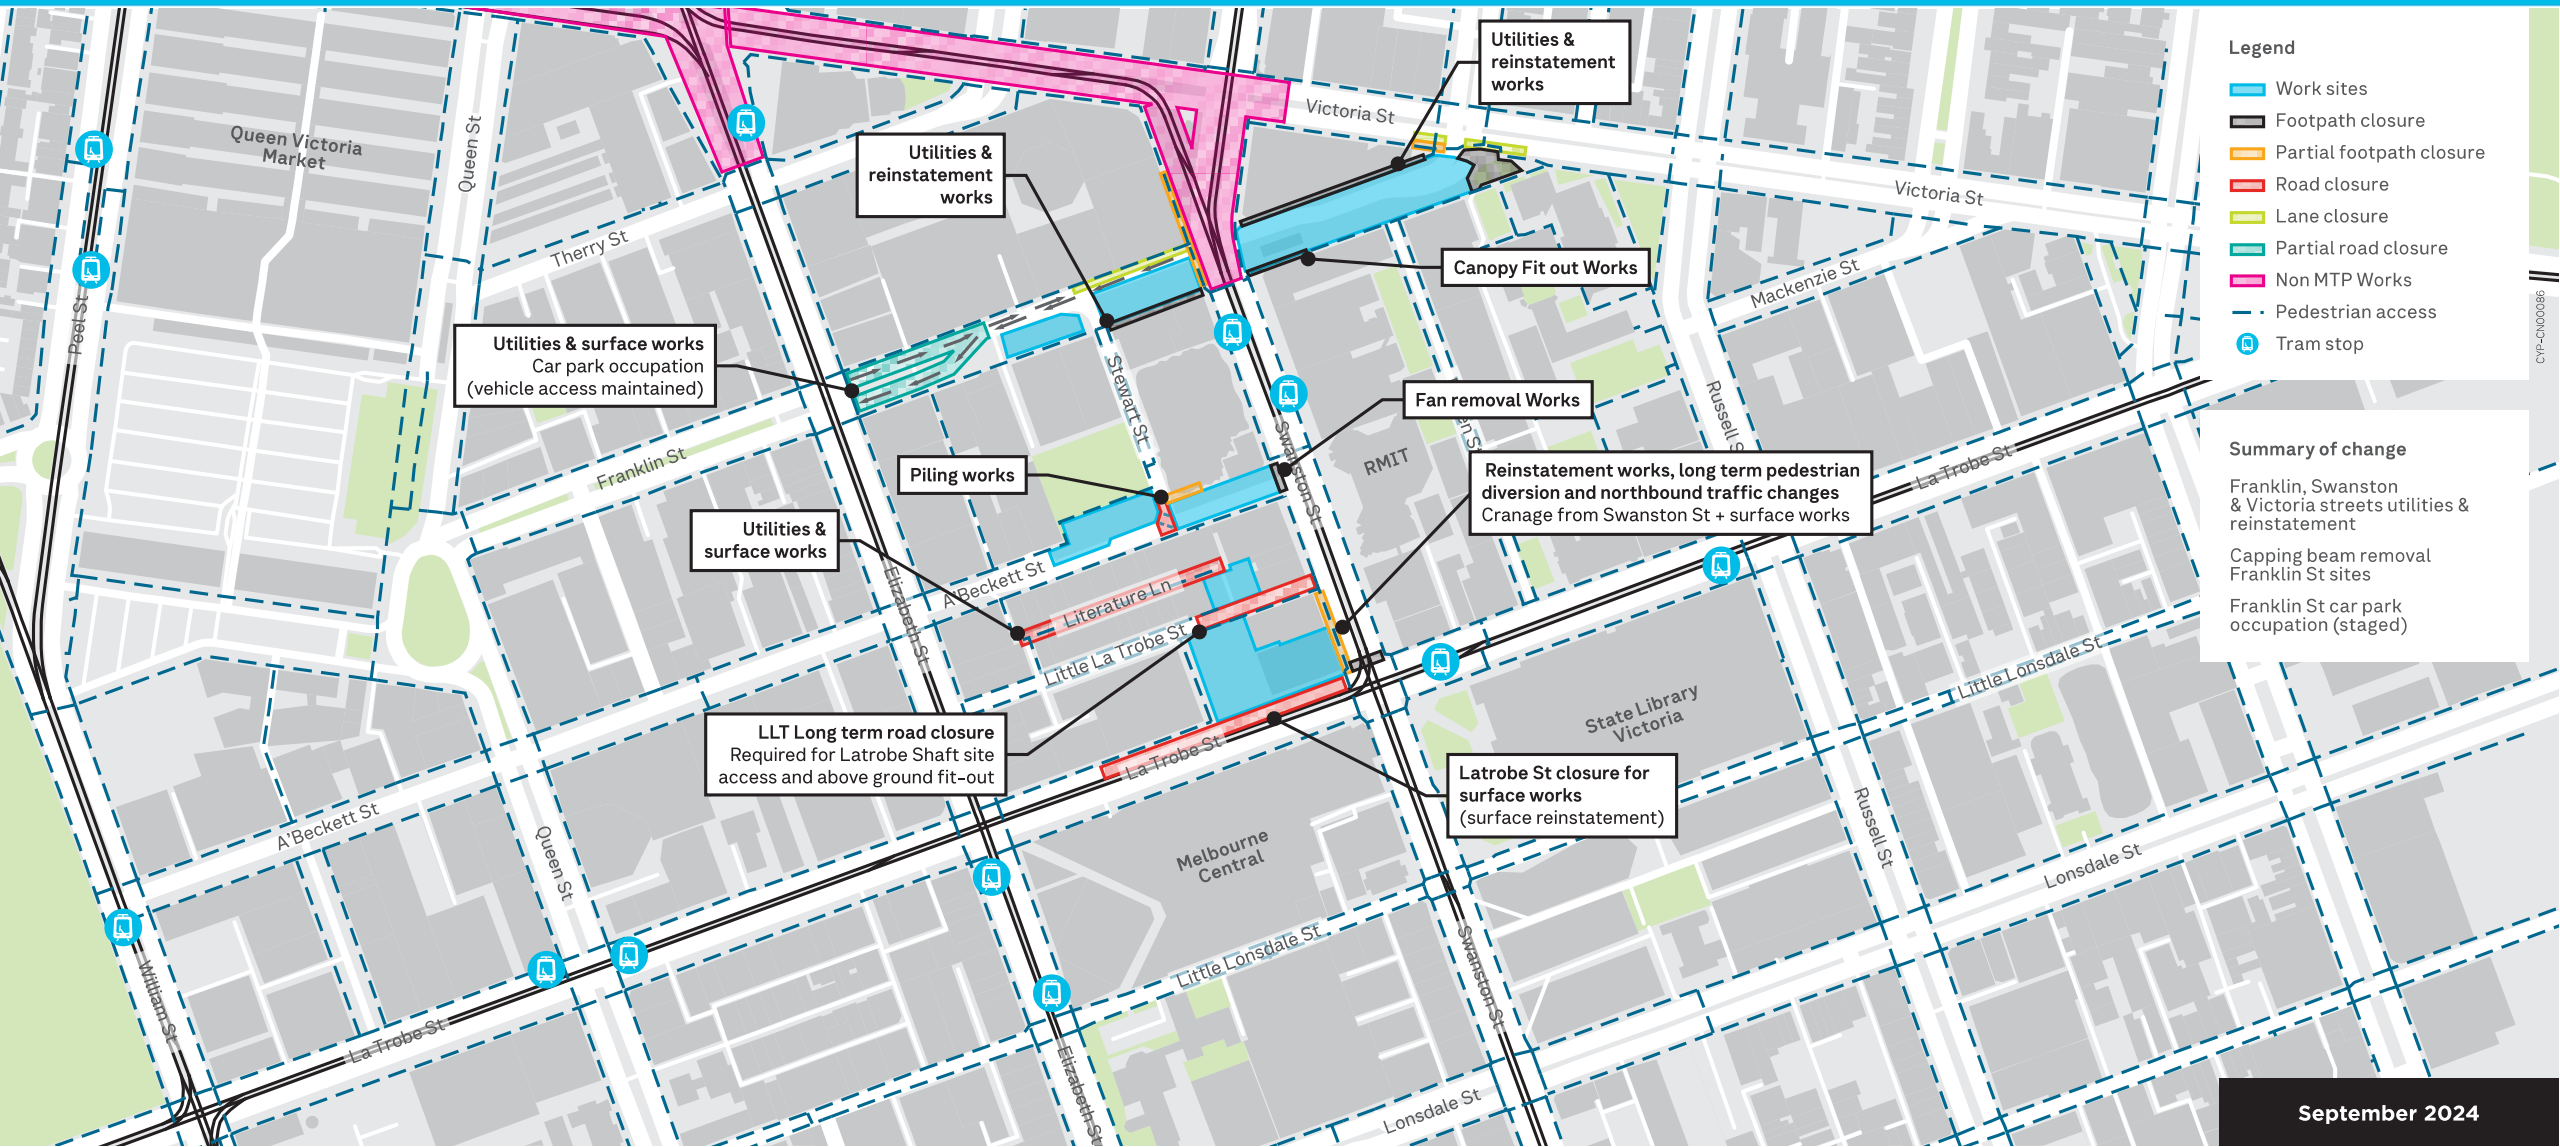 Utilities &
reinstatement
works
Victoria St
Queen Victoria
Market
Queen St
Utilities &
reinstatement
works
Victoria St
Therry St
Canopy Fit out Works
Mackenzie St
Peel St
Utilities & surface works
Car park occupation
(vehicle access maintained)
Stewart St
Russell S
Fan removal Works
Swanston St
RMIT
en S
Franklin St
Piling works
Reinstatement works, long term pedestrian
diversion and northbound traffic changes
Cranage from Swanston St + surface works
La Trobe St
Utilities &
surface works
Elizabeth St
A'Beckett St
Literature Ln
Little La Trobe St
Little Lonsdale St
State Library
Victoria
LLT Long term road closure
Required for Latrobe Shaft site
access and above ground fit-out
La Trobe St
Latrobe St closure for
surface works
(surface reinstatement)
A'Beckett St
Queen St
Melbourne
Central
Russell St
Lonsdale St
Little Lonsdale St
Swanston St
William St
La Trobe St
Elizabeth St
Lonsdale St
Legend
Work sites
Footpath closure
Partial footpath closure
Road closure
Lane closure
Partial road closure
Non MTP Works
Pedestrian access
Tram stop
CYP-CN00086
Summary of change
Franklin, Swanston
& Victoria streets utilities &
reinstatement
Capping beam removal
Franklin St sites
Franklin St car park
occupation (staged)
September 2024